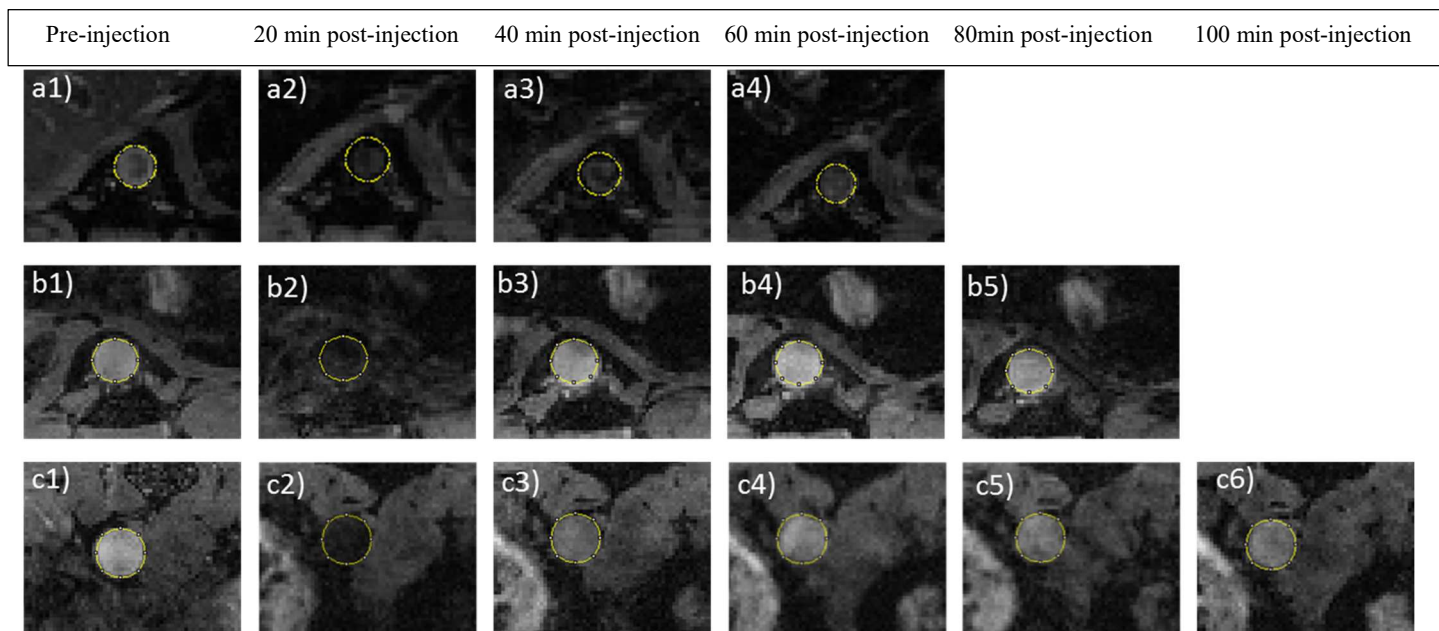 Pre-injection 20 min post-injection 40 min post-injection 60 min post-injection 80min post-injection 100 min post-injection
a1) a2) a3) a4)
b1) b2) b3) b4) b5)
c1) c2) c3) c4) c5) c6)